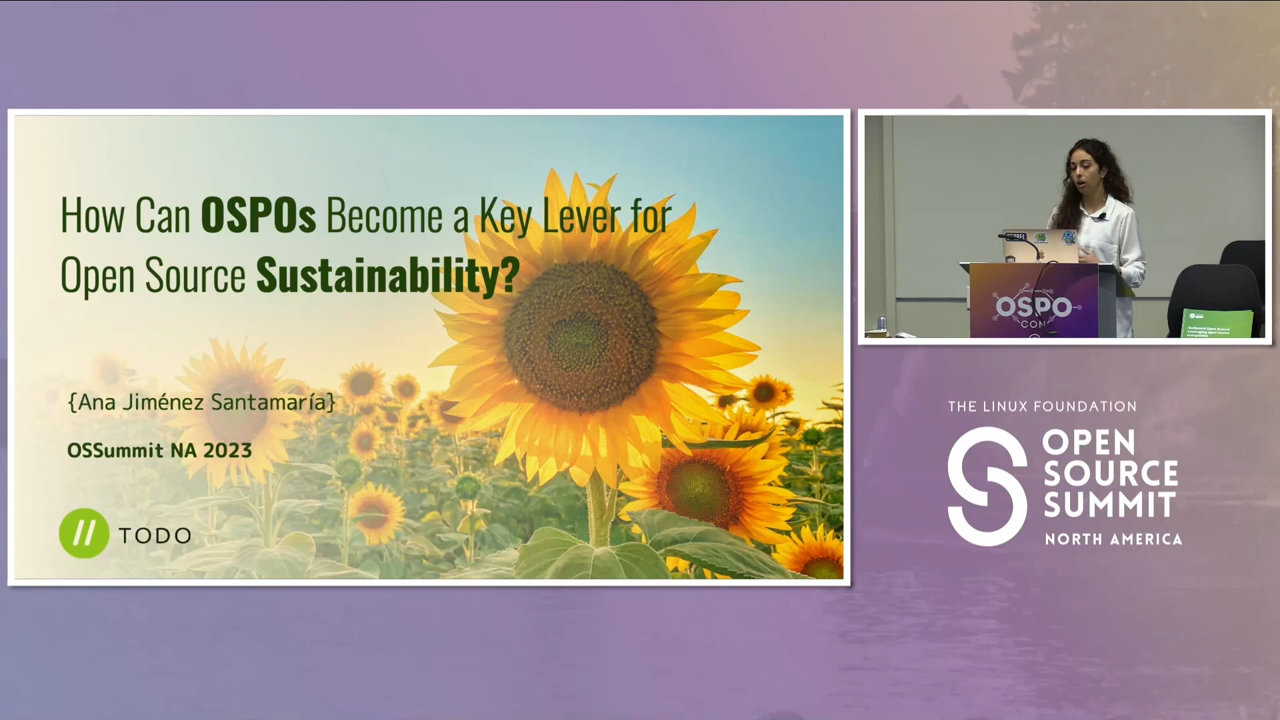 How Can OSPOs Become a Key Lever for
Open Source Sustainability?
{Ana Jiménez Santamaría}
OSSummit NA 2023
// TODO
OSPO
CON
THE LINUX FOUNDATION
OPEN
SOURCE
SUMMIT
NORTH AMERICA